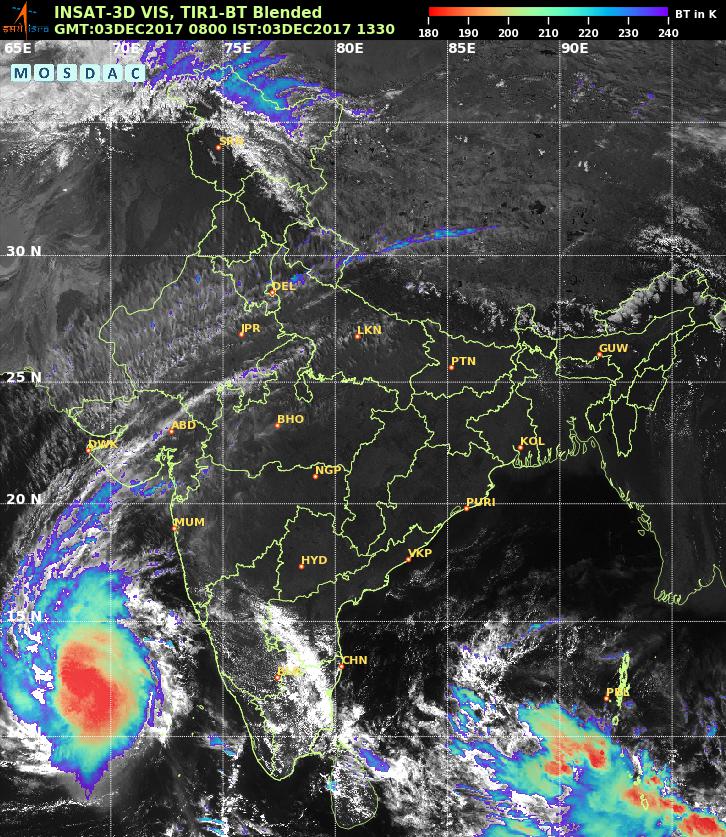 INSAT-3D VIS, TIR1-BT Blended
GMT:03DEC2017 0800 IST:03DEC2017 1330
BT in K
180 190 200 210 220 230 240
65E 70E 75E 80E 85E 90E
MOSDAC
SRN
30 N
DEL
JPR LKN
GUW
PTN
25 N
ABD BHO
DWK KOL
NGP
20 N
PURI
MUM
VKP
HYD
15 N
CHN